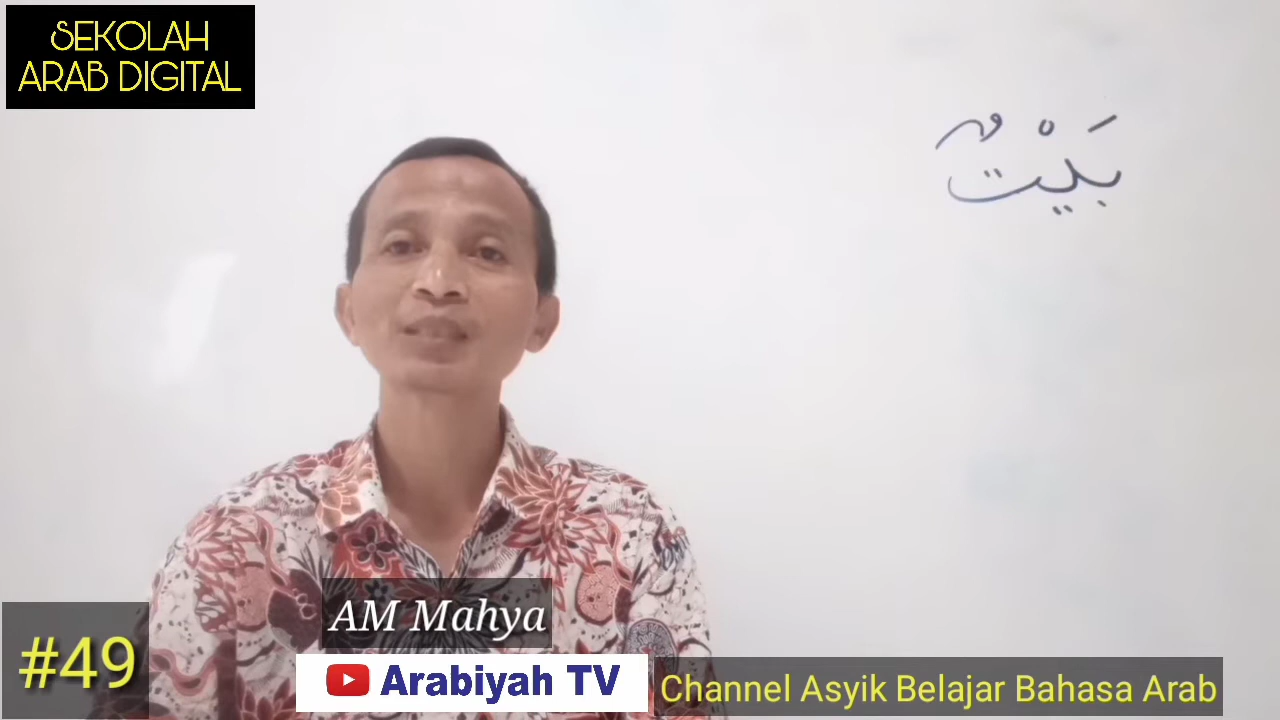 SEKOLAH
ARAB DIGITAL
بَيْتٌ
AM Mahya
#49
Arabiyah TV
Channel Asyik Belajar Bahasa Arab